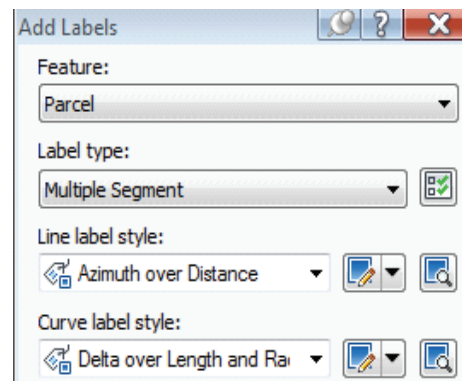 Add Labels
Feature:
Parcel
Label type:
Multiple Segment
Line label style:
Azimuth over Distance
Curve label style:
Delta over Length and Ra